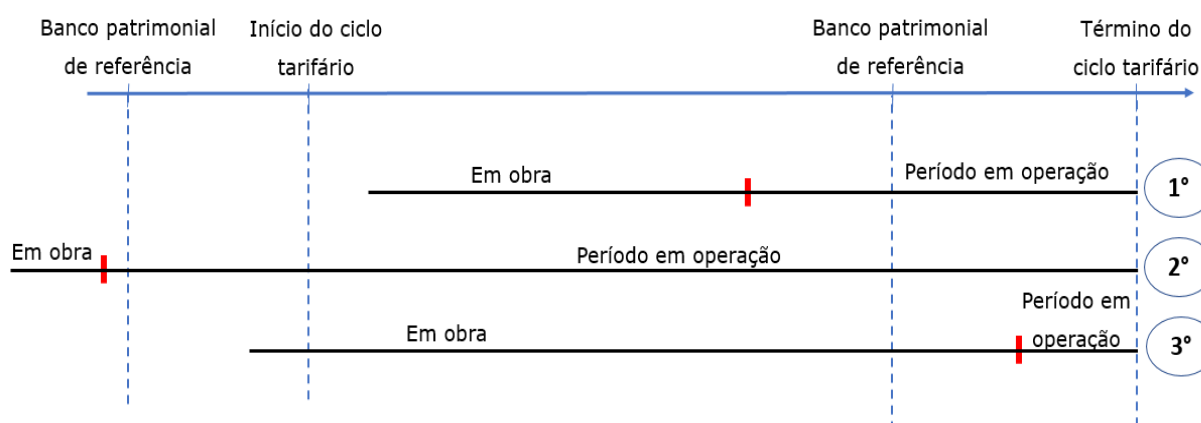 Banco patrimonial
de referência
Início do ciclo
tarifário
Banco patrimonial
de referência
Término do
ciclo tarifário
Em obra
Período em operação
1°
Em obra
Período em operação
2°
Em obra
Período em
operação
3°